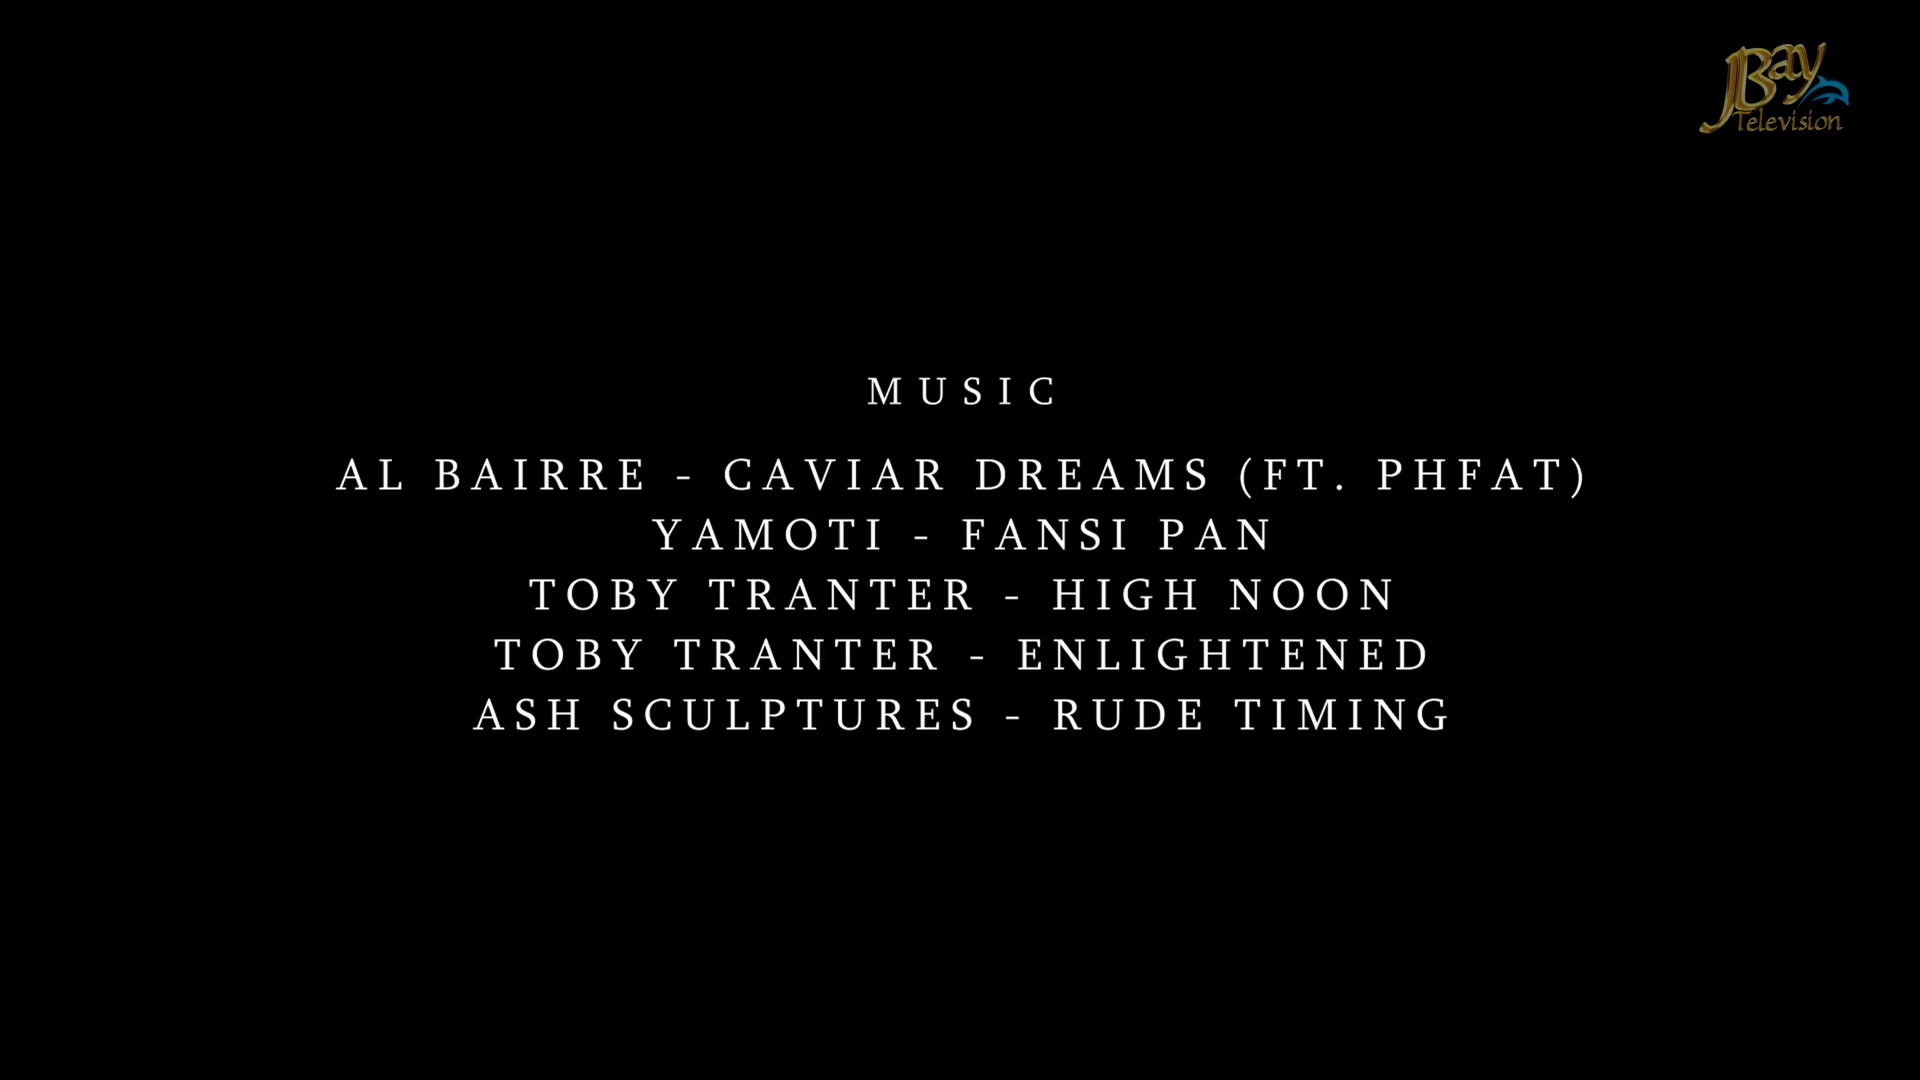 JBay
Television
MUSIC
AL BAIRRE - CAVIAR DREAMS (FT. PHFAT)
YAMOTI - FANSI PAN
TOBY TRANTER - HIGH NOON
TOBY TRANTER - ENLIGHTENED
ASH SCULPTURES - RUDE TIMING